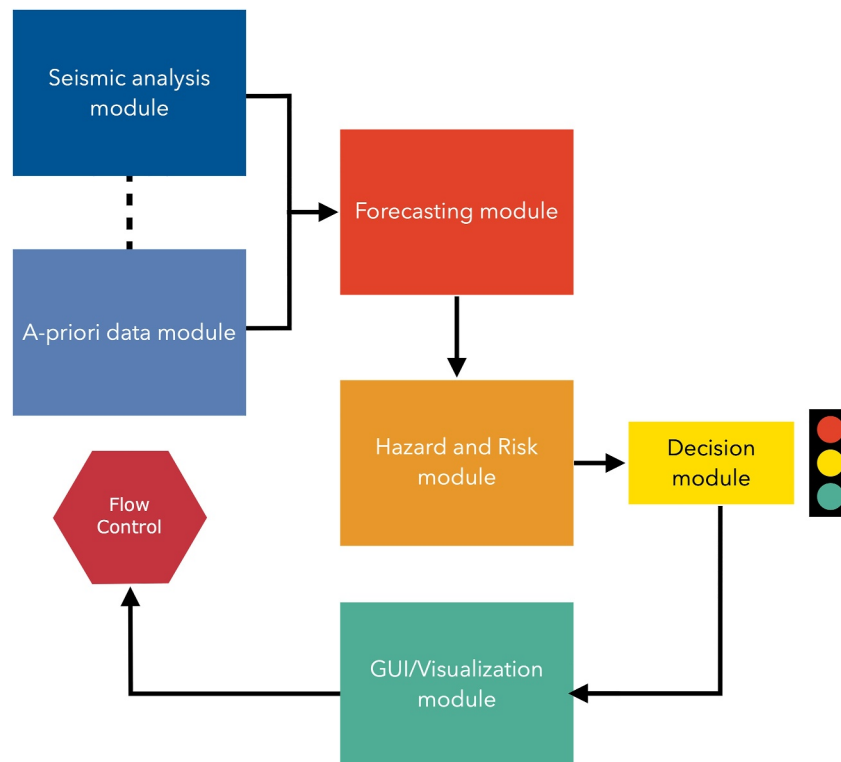 Seismic analysis
module
Forecasting module
A-priori data module
Hazard and Risk
module
Decision
module
Flow
Control
GUI/Visualization
module